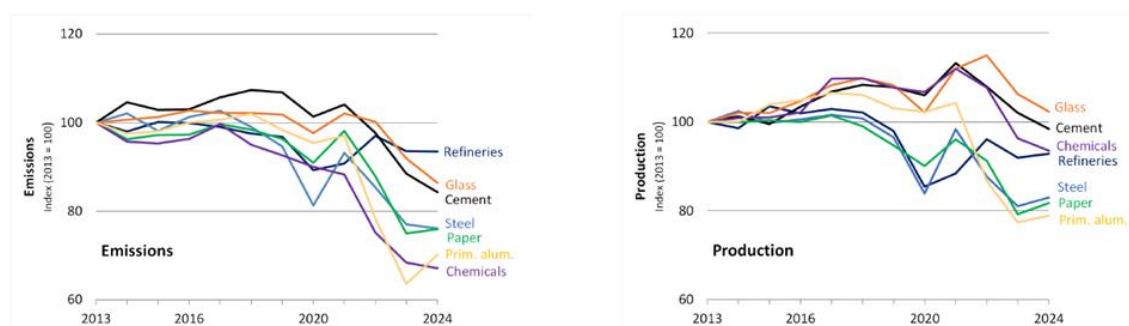 120
Emissions
Index (2013 = 100)
100
80
60
Refineries
Glass
Cement
Steel
Paper
Prim. alum.
Chemicals
Emissions
2013 2016 2020 2024
120
Production
Index (2013 = 100)
100
80
60
Glass
Cement
Chemicals
Refineries
Steel
Paper
Prim. alum.
Production
2013 2016 2020 2024